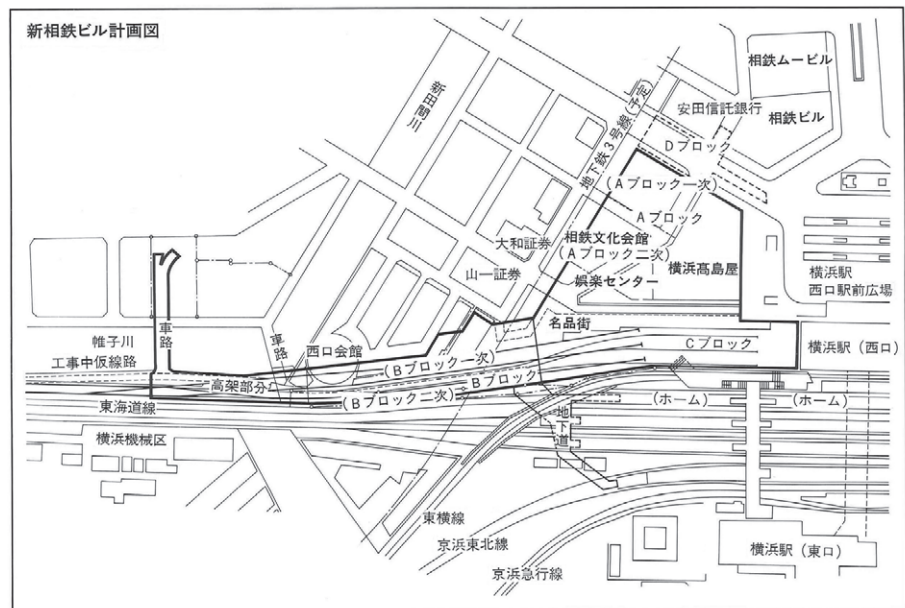 新相鉄ビル計画図
相鉄ムービル
安田信託銀行
相鉄ビル
新田間川
地下鉄3号線(予定)
Dブロック
(Aブロック一次)
Aブロック
大和証券
相鉄文化会館
(Aブロック二次)
山一証券
横浜髙島屋
娯楽センター
横浜駅
西口駅前広場
名品街
帷子川
車路
車路
西口会館
Cブロック
横浜駅(西口)
工事中仮線路
高架部分
(Bブロック一次)
Bブロック
(Bブロック二次)
(ホーム)
(ホーム)
東海道線
地下道
横浜機械区
東横線
京浜東北線
横浜駅(東口)
京浜急行線